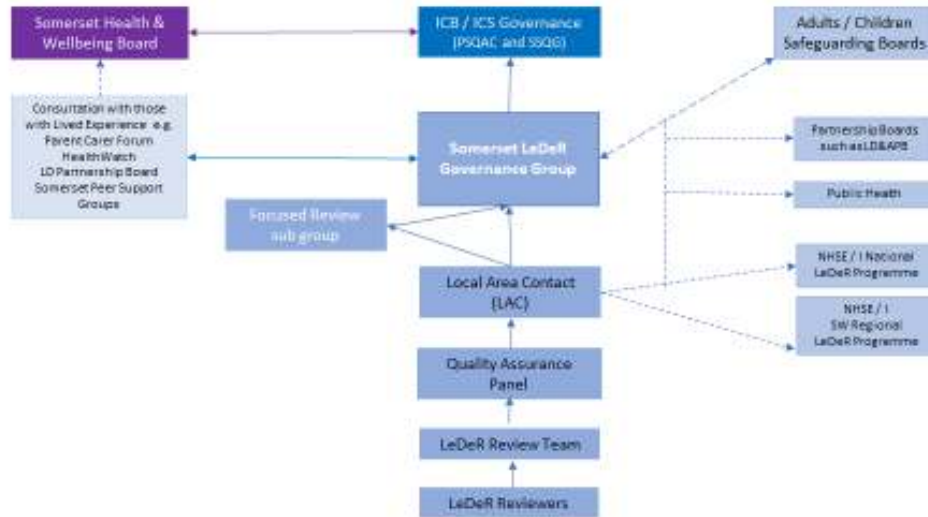 Somerset Health &
Wellbeing Board
ICB / ICS Governance
(PSQAC and SSQG)
Adults / Children
Safeguarding Boards
Consultation with those
with Lived Experience e.g.
Parent Carer Forum
HealthWatch
LD Partnership Board
Somerset Peer Support
Groups
Somerset LeDeR
Governance Group
Partnership Boards
such as LD&APB
Public Health
Focused Review
sub group
Local Area Contact
(LAC)
NHSE / I National
LeDeR Programme
NHSE / I
SW Regional
LeDeR Programme
Quality Assurance
Panel
LeDeR Review Team
LeDeR Reviewers